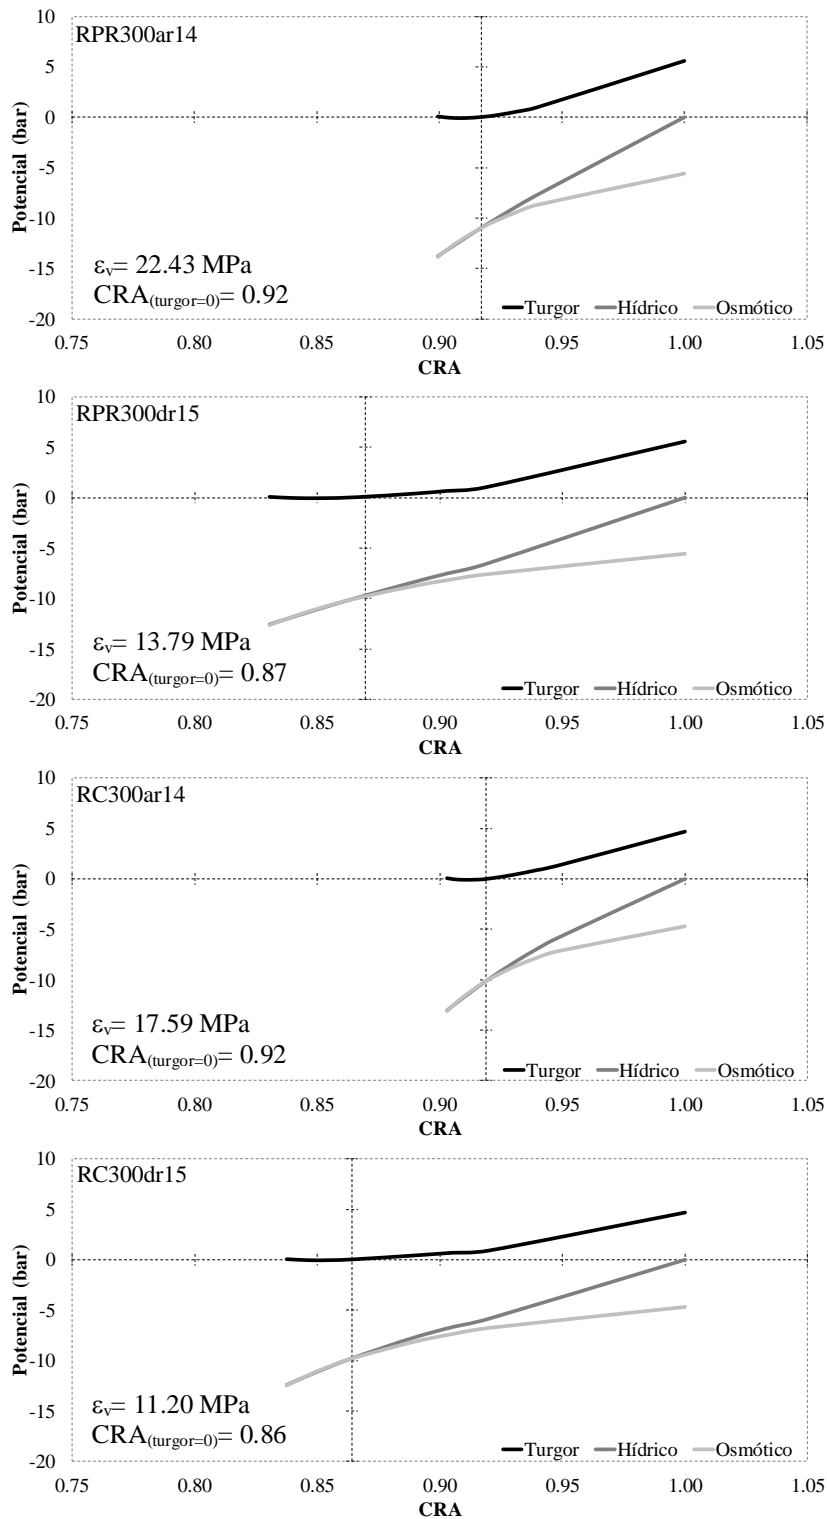 10
RPR300ar14
5
0
-5
-10
-15
-20
Potencial (bar)
εv= 22.43 MPa
CRA(turgor=0)= 0.92
Turgor Hídrico Osmótico
0.75 0.80 0.85 0.90 0.95 1.00 1.05
CRA
10
RPR300dr15
5
0
-5
-10
-15
-20
Potencial (bar)
εv= 13.79 MPa
CRA(turgor=0)= 0.87
Turgor Hídrico Osmótico
0.75 0.80 0.85 0.90 0.95 1.00 1.05
CRA
10
RC300ar14
5
0
-5
-10
-15
-20
Potencial (bar)
εv= 17.59 MPa
CRA(turgor=0)= 0.92
Turgor Hídrico Osmótico
0.75 0.80 0.85 0.90 0.95 1.00 1.05
CRA
10
RC300dr15
5
0
-5
-10
-15
-20
Potencial (bar)
εv= 11.20 MPa
CRA(turgor=0)= 0.86
Turgor Hídrico Osmótico
0.75 0.80 0.85 0.90 0.95 1.00 1.05
CRA